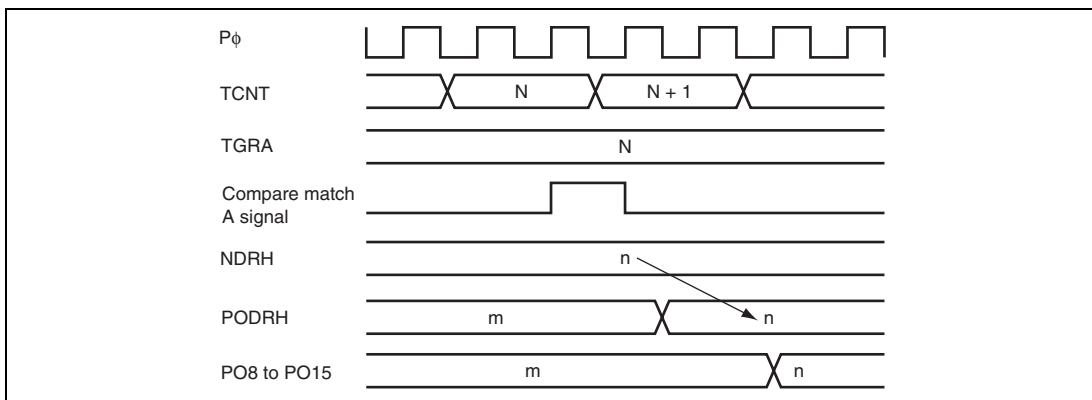 Pϕ
TCNT N N + 1
TGRA N
Compare match
A signal
NDRH n
PODRH m n
PO8 to PO15 m n